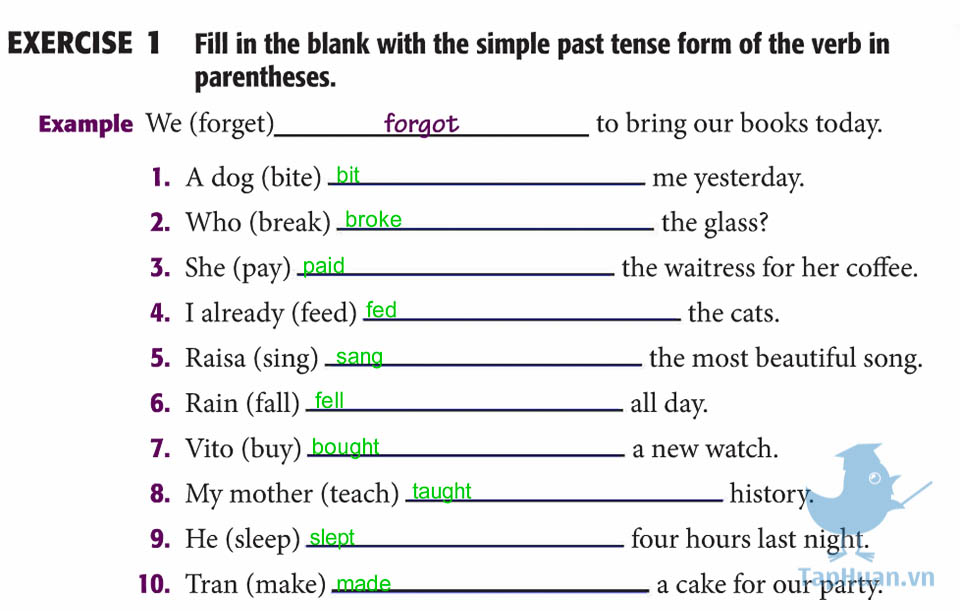 EXERCISE 1 Fill in the blank with the simple past tense form of the verb in
parentheses.
Example We (forget) forgot to bring our books today.
1. A dog (bite) bit me yesterday.
2. Who (break) broke the glass?
3. She (pay) paid the waitress for her coffee.
4. I already (feed) fed the cats.
5. Raisa (sing) sang the most beautiful song.
6. Rain (fall) fell all day.
7. Vito (buy) bought a new watch.
8. My mother (teach) taught history.
9. He (sleep) slept four hours last night.
10. Tran (make) made a cake for our party.
TanHuan.vn